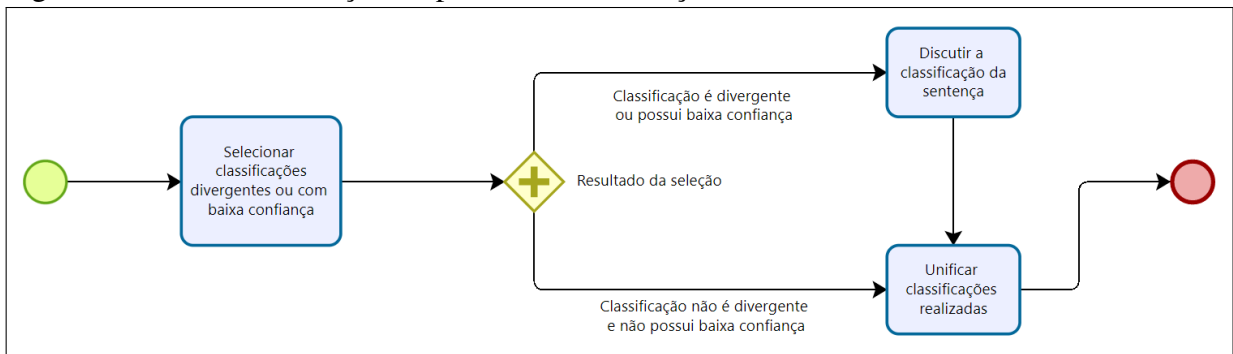 Selecionar
classificações
divergentes ou com
baixa confiança
Classificação é divergente
ou possui baixa confiança
Resultado da seleção
Classificação não é divergente
e não possui baixa confiança
Discutir a
classificação da
sentença
Unificar
classificações
realizadas